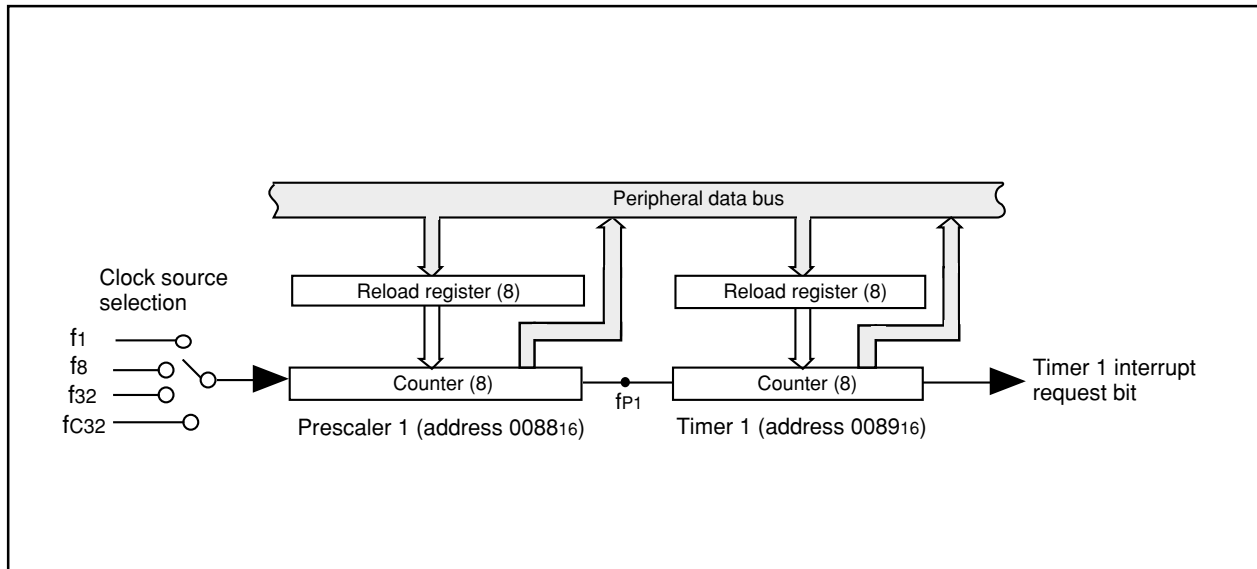 Peripheral data bus
Clock source
selection
Reload register (8)
Reload register (8)
f1
f8
f32
fC32
Counter (8)
fP1
Counter (8)
Timer 1 interrupt
request bit
Prescaler 1 (address 008816)
Timer 1 (address 008916)